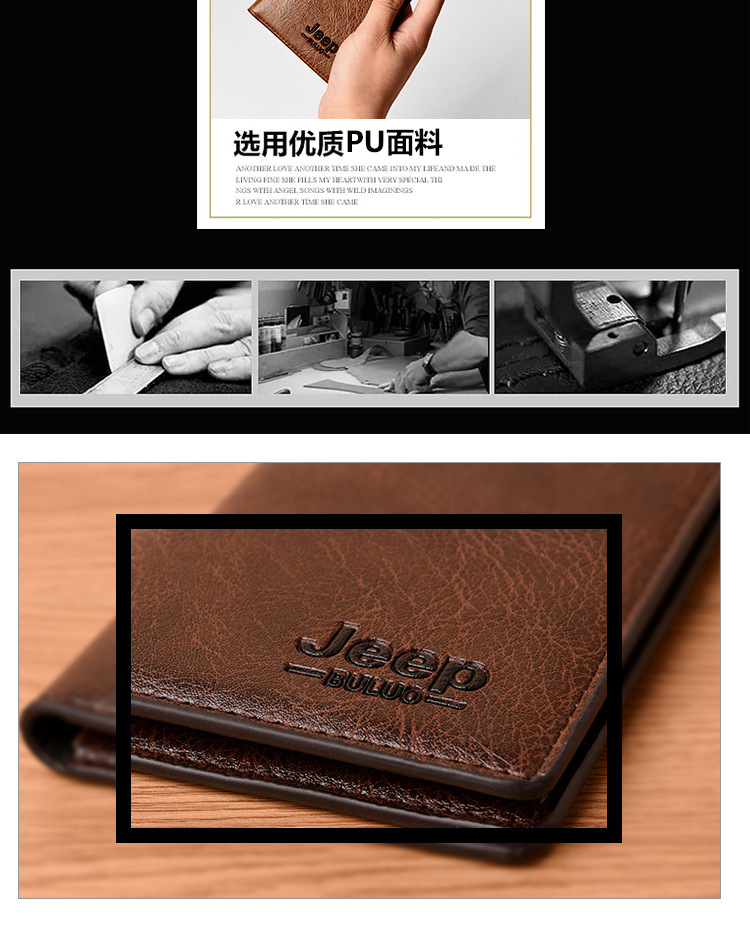 Jeep
BULUO
选用优质PU面料
ANOTHER LOVE ANOTHER TIME SHE CAME INTO MY LIFEAND MADE THE
LIVING FINE SHE FILLS MY HEARTWITH VERY SPECIAL THI
NGS WITH ANGEL SONGS WITH WILD IMAGININGS
R LOVE ANOTHER TIME SHE CAME
Jeep
BULUO